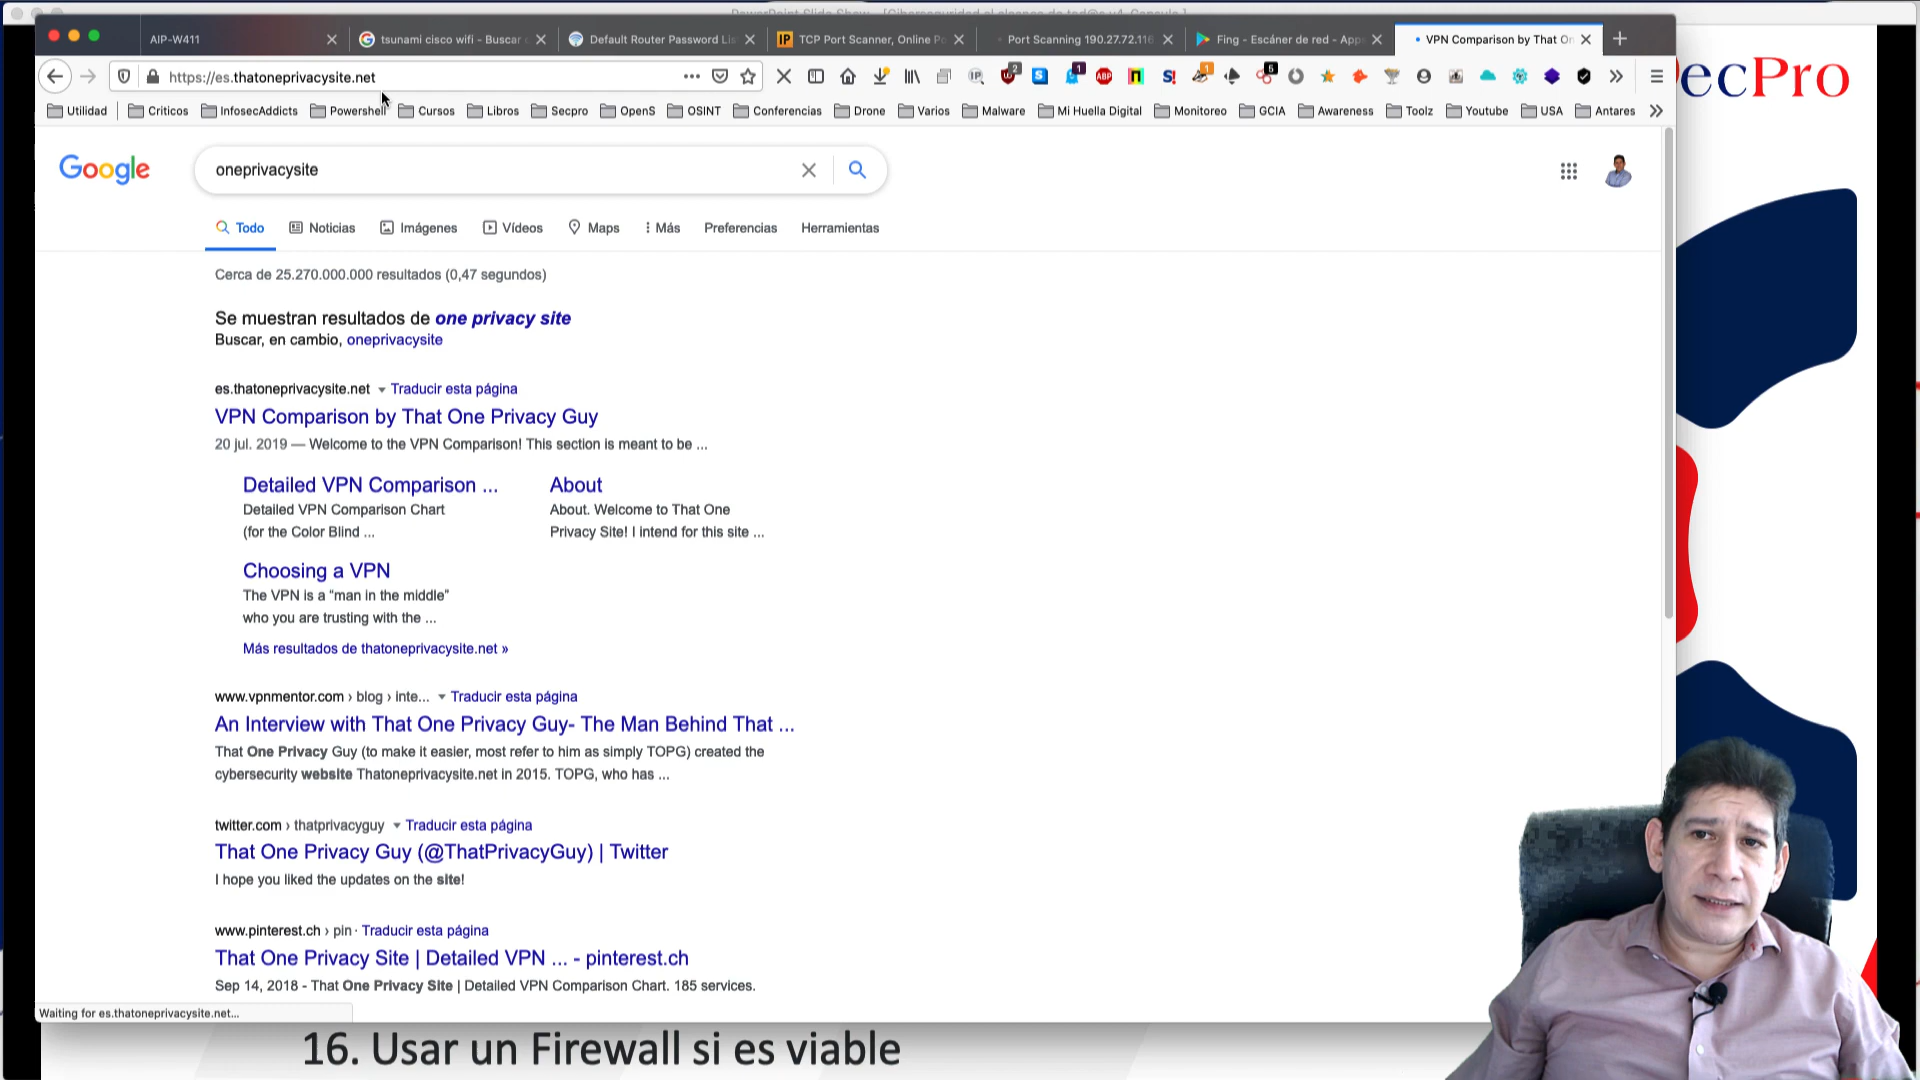 AIP-W411
tsunami cisco wifi - Buscar
Default Router Password Lis
TCP Port Scanner, Online Po
Port Scanning 190.27.72.116
Fing - Escáner de red - Apps
VPN Comparison by That On
https://es.thatoneprivacysite.net
Utilidad
Criticos
InfosecAddicts
Powershell
Cursos
Libros
Secpro
OpenS
OSINT
Conferencias
Drone
Varios
Malware
Mi Huella Digital
Monitoreo
GCIA
Awareness
Toolz
Youtube
USA
Antares
ecPro
Google
oneprivacysite
Todo
Noticias
Imágenes
Vídeos
Maps
Más
Preferencias
Herramientas
Cerca de 25.270.000.000 resultados (0,47 segundos)
Se muestran resultados de one privacy site
Buscar, en cambio, oneprivacysite
es.thatoneprivacysite.net Traducir esta página
VPN Comparison by That One Privacy Guy
20 jul. 2019 — Welcome to the VPN Comparison! This section is meant to be ...
Detailed VPN Comparison ...
Detailed VPN Comparison Chart
(for the Color Blind ...
About
About. Welcome to That One
Privacy Site! I intend for this site ...
Choosing a VPN
The VPN is a “man in the middle”
who you are trusting with the ...
Más resultados de thatoneprivacysite.net »
www.vpnmentor.com › blog › inte... Traducir esta página
An Interview with That One Privacy Guy- The Man Behind That ...
That One Privacy Guy (to make it easier, most refer to him as simply TOPG) created the
cybersecurity website Thatoneprivacysite.net in 2015. TOPG, who has ...
twitter.com › thatprivacyguy Traducir esta página
That One Privacy Guy (@ThatPrivacyGuy) | Twitter
I hope you liked the updates on the site!
www.pinterest.ch › pin · Traducir esta página
That One Privacy Site | Detailed VPN ... - pinterest.ch
Sep 14, 2018 - That One Privacy Site | Detailed VPN Comparison Chart. 185 services.
Waiting for es.thatoneprivacysite.net...
16. Usar un Firewall si es viable